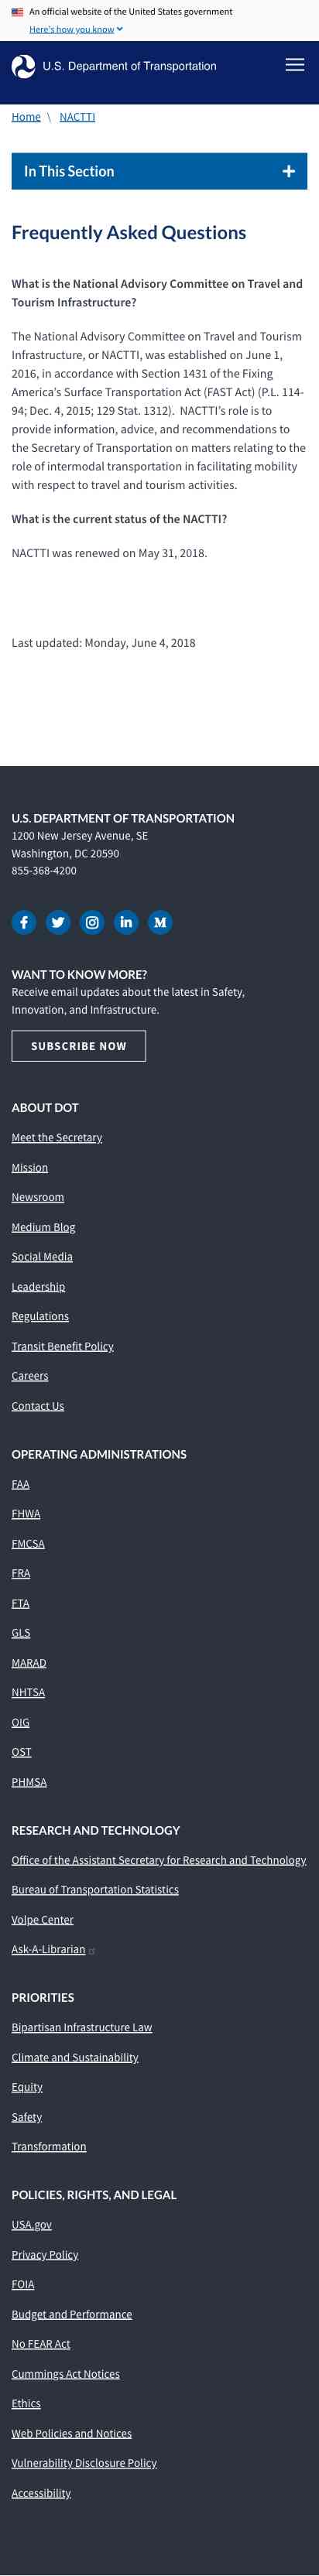 An official website of the United States government
Here's how you know
U.S. Department of Transportation
Home \ NACTTI
In This Section
Frequently Asked Questions
What is the National Advisory Committee on Travel and
Tourism Infrastructure?
The National Advisory Committee on Travel and Tourism
Infrastructure, or NACTTI, was established on June 1,
2016, in accordance with Section 1431 of the Fixing
America's Surface Transportation Act (FAST Act) (P.L. 114-
94; Dec. 4, 2015; 129 Stat. 1312).  NACTTI's role is to
provide information, advice, and recommendations to
the Secretary of Transportation on matters relating to the
role of intermodal transportation in facilitating mobility
with respect to travel and tourism activities.
What is the current status of the NACTTI?
NACTTI was renewed on May 31, 2018.
Last updated: Monday, June 4, 2018
U.S. DEPARTMENT OF TRANSPORTATION
1200 New Jersey Avenue, SE
Washington, DC 20590
855-368-4200
WANT TO KNOW MORE?
Receive email updates about the latest in Safety,
Innovation, and Infrastructure.
SUBSCRIBE NOW
ABOUT DOT
Meet the Secretary
Mission
Newsroom
Medium Blog
Social Media
Leadership
Regulations
Transit Benefit Policy
Careers
Contact Us
OPERATING ADMINISTRATIONS
FAA
FHWA
FMCSA
FRA
FTA
GLS
MARAD
NHTSA
OIG
OST
PHMSA
RESEARCH AND TECHNOLOGY
Office of the Assistant Secretary for Research and Technology
Bureau of Transportation Statistics
Volpe Center
Ask-A-Librarian
PRIORITIES
Bipartisan Infrastructure Law
Climate and Sustainability
Equity
Safety
Transformation
POLICIES, RIGHTS, AND LEGAL
USA.gov
Privacy Policy
FOIA
Budget and Performance
No FEAR Act
Cummings Act Notices
Ethics
Web Policies and Notices
Vulnerability Disclosure Policy
Accessibility